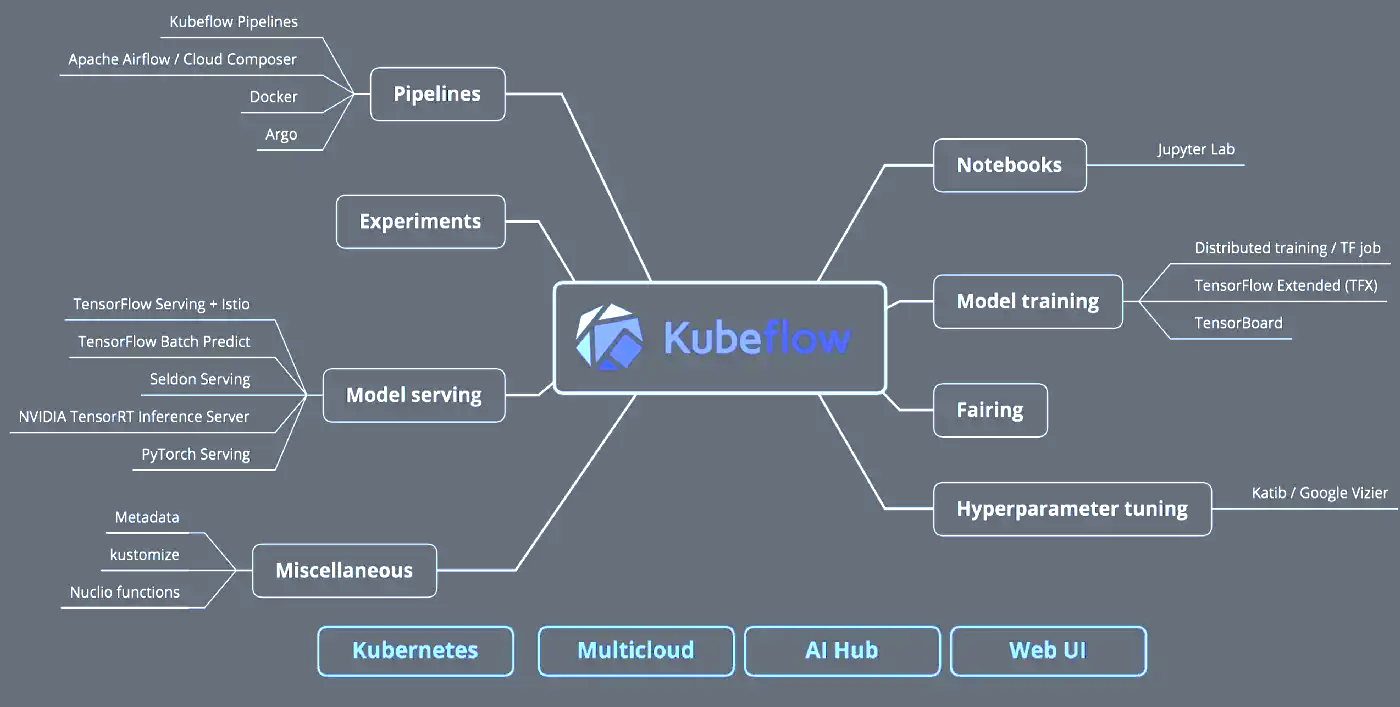 Kubeflow Pipelines
Apache Airflow / Cloud Composer
Docker
Argo
Pipelines
Experiments
TensorFlow Serving + Istio
TensorFlow Batch Predict
Seldon Serving
NVIDIA TensorRT Inference Server
PyTorch Serving
Model serving
Metadata
kustomize
Nuclio functions
Miscellaneous
Kubeflow
Notebooks
Jupyter Lab
Model training
Distributed training / TF job
TensorFlow Extended (TFX)
TensorBoard
Fairing
Hyperparameter tuning
Katib / Google Vizier
Kubernetes
Multicloud
AI Hub
Web UI